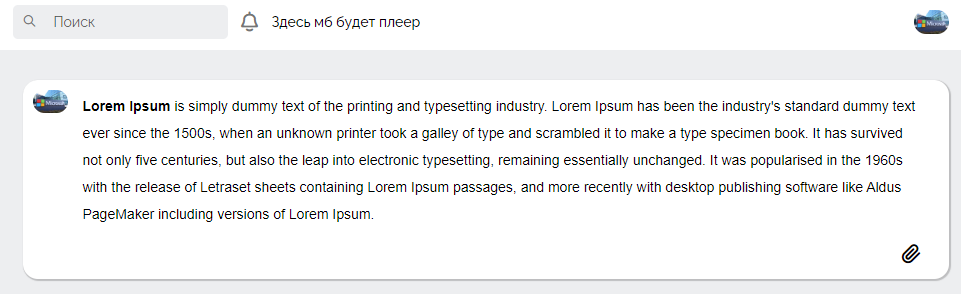 Поиск
Здесь мб будет плеер
Microsoft
Microsoft
Lorem Ipsum is simply dummy text of the printing and typesetting industry. Lorem Ipsum has been the industry's standard dummy text
ever since the 1500s, when an unknown printer took a galley of type and scrambled it to make a type specimen book. It has survived
not only five centuries, but also the leap into electronic typesetting, remaining essentially unchanged. It was popularised in the 1960s
with the release of Letraset sheets containing Lorem Ipsum passages, and more recently with desktop publishing software like Aldus
PageMaker including versions of Lorem Ipsum.